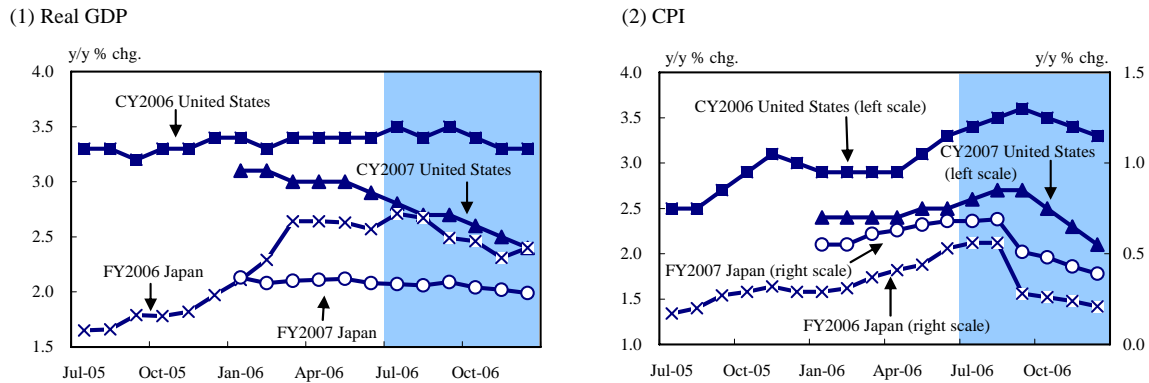 (1) Real GDP
y/y % chg.
4.0
3.5
3.0
2.5
2.0
1.5
CY2006 United States
CY2007 United States
FY2006 Japan
FY2007 Japan
Jul-05 Oct-05 Jan-06 Apr-06 Jul-06 Oct-06
(2) CPI
y/y % chg. y/y % chg.
4.0
3.5
3.0
2.5
2.0
1.5
1.0
1.5
1.0
0.5
0.0
CY2006 United States (left scale)
CY2007 United States
(left scale)
FY2007 Japan (right scale)
FY2006 Japan (right scale)
Jul-05 Oct-05 Jan-06 Apr-06 Jul-06 Oct-06